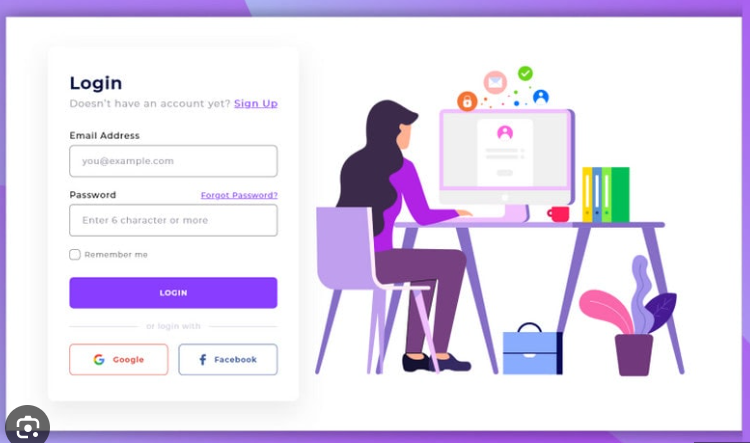 Login
Doesn't have an account yet? Sign Up
Email Address
you@example.com
Password Forgot Password?
Enter 6 character or more
Remember me
LOGIN
or login with
Google Facebook